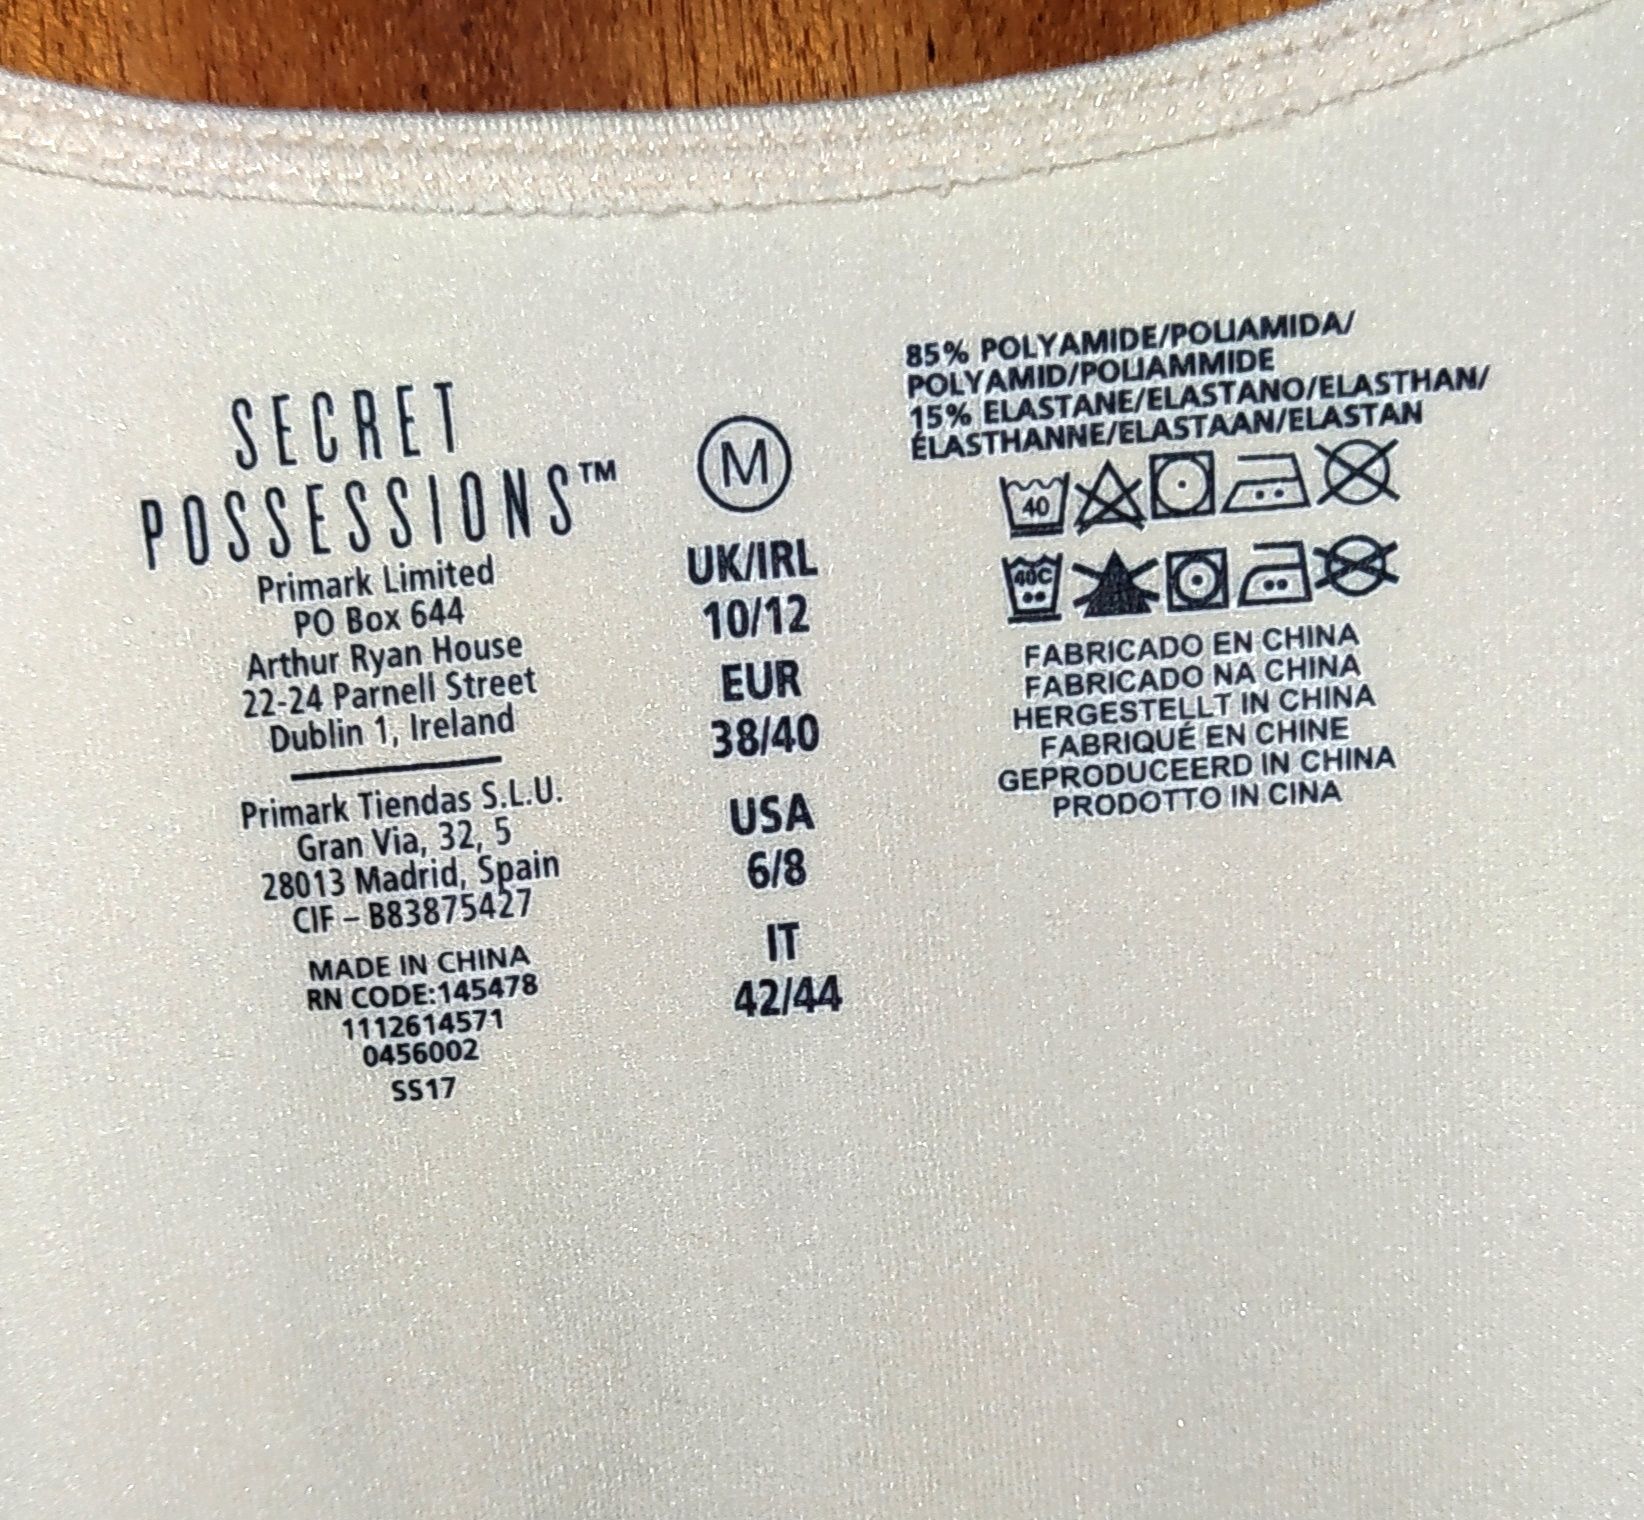 SECRET
POSSESSIONS™
Primark Limited
PO Box 644
Arthur Ryan House
22-24 Parnell Street
Dublin 1, Ireland
Primark Tiendas S.L.U.
Gran Via, 32, 5
28013 Madrid, Spain
CIF – B83875427
MADE IN CHINA
RN CODE:145478
1112614571
0456002
SS17
M
UK/IRL
10/12
EUR
38/40
USA
6/8
IT
42/44
85% POLYAMIDE/POLIAMIDA/
POLYAMID/POLIAMMIDE
15% ELASTANE/ELASTANO/ELASTHAN/
ÉLASTHANNE/ELASTAAN/ELASTAN
40
40C
FABRICADO EN CHINA
FABRICADO NA CHINA
HERGESTELLT IN CHINA
FABRIQUÉ EN CHINE
GEPRODUCEERD IN CHINA
PRODOTTO IN CINA